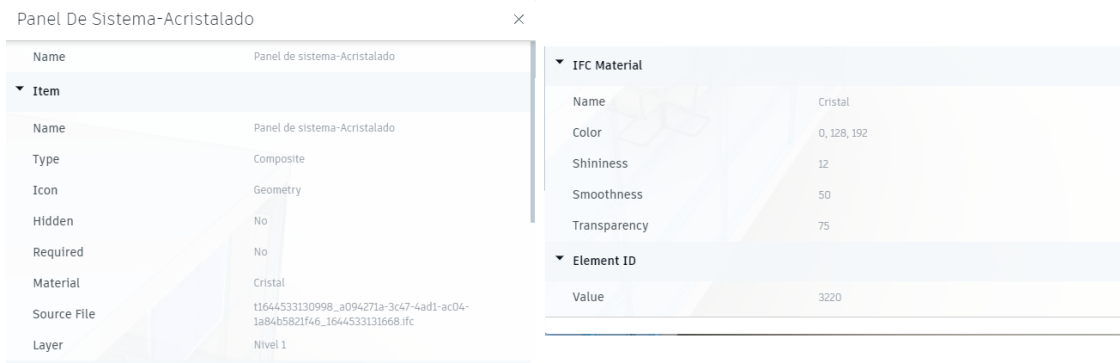 Panel De Sistema-Acristalado
Name Panel de sistema-Acristalado
Item
Name Panel de sistema-Acristalado
Type Composite
Icon Geometry
Hidden No
Required No
Material Cristal
Source File t1644533130998_a094271a-3c47-4ad1-ac04-
1a84b5821f46_1644533131668.ifc
Layer Nivel 1
IFC Material
Name Cristal
Color 0, 128, 192
Shininess 12
Smoothness 50
Transparency 75
Element ID
Value 3220